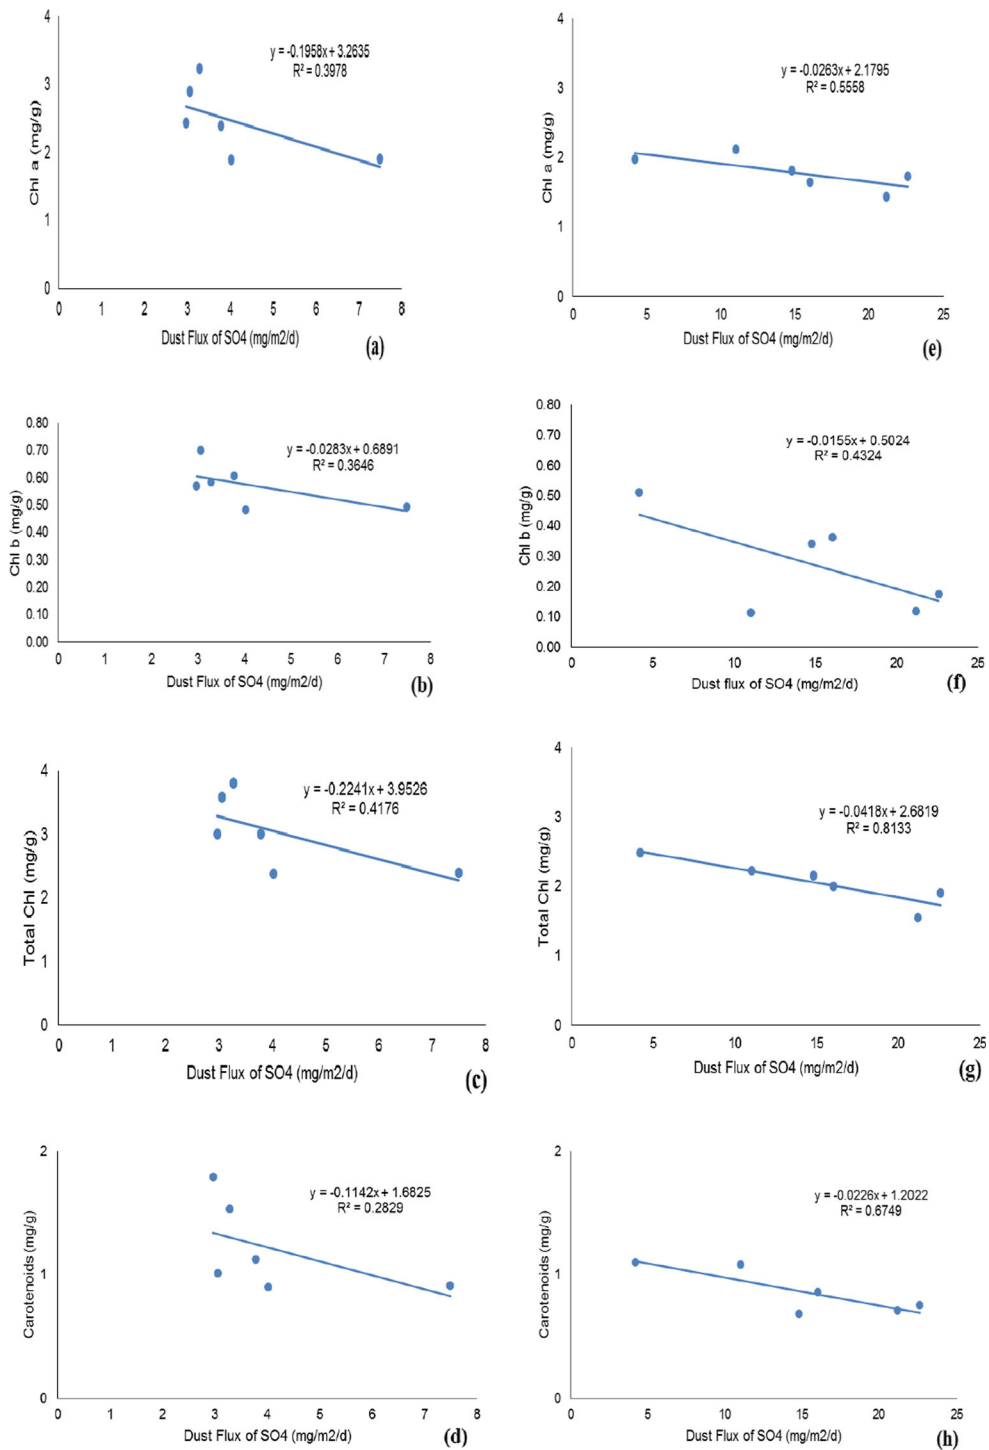 4
3
2
1
0
Chl a (mg/g)
y = -0.1958x + 3.2635
R² = 0.3978
0 1 2 3 4 5 6 7 8
Dust Flux of SO4 (mg/m2/d)
(a)
4
3
2
1
0
Chl a (mg/g)
y = -0.0263x + 2.1795
R² = 0.5558
0 5 10 15 20 25
Dust Flux of SO4 (mg/m2/d)
(e)
0.80
0.70
0.60
0.50
0.40
0.30
0.20
0.10
0.00
Chl b (mg/g)
y = -0.0283x + 0.6891
R² = 0.3646
0 1 2 3 4 5 6 7 8
Dust Flux of SO4 (mg/m2/d)
(b)
0.80
0.70
0.60
0.50
0.40
0.30
0.20
0.10
0.00
Chl b (mg/g)
y = -0.0155x + 0.5024
R² = 0.4324
0 5 10 15 20 25
Dust flux of SO4 (mg/m2/d)
(f)
4
3
2
1
0
Total Chl (mg/g)
y = -0.2241x + 3.9526
R² = 0.4176
0 1 2 3 4 5 6 7 8
Dust Flux of SO4 (mg/m2/d)
(c)
4
3
2
1
0
Total Chl (mg/g)
y = -0.0418x + 2.6819
R² = 0.8133
0 5 10 15 20 25
Dust Flux of SO4 (mg/m2/d)
(g)
2
1
0
Carotenoids (mg/g)
y = -0.1142x + 1.6825
R² = 0.2829
0 1 2 3 4 5 6 7 8
Dust Flux of SO4 (mg/m2/d)
(d)
2
1
0
Carotenoids (mg/g)
y = -0.0226x + 1.2022
R² = 0.6749
0 5 10 15 20 25
Dust Flux of SO4 (mg/m2/d)
(h)